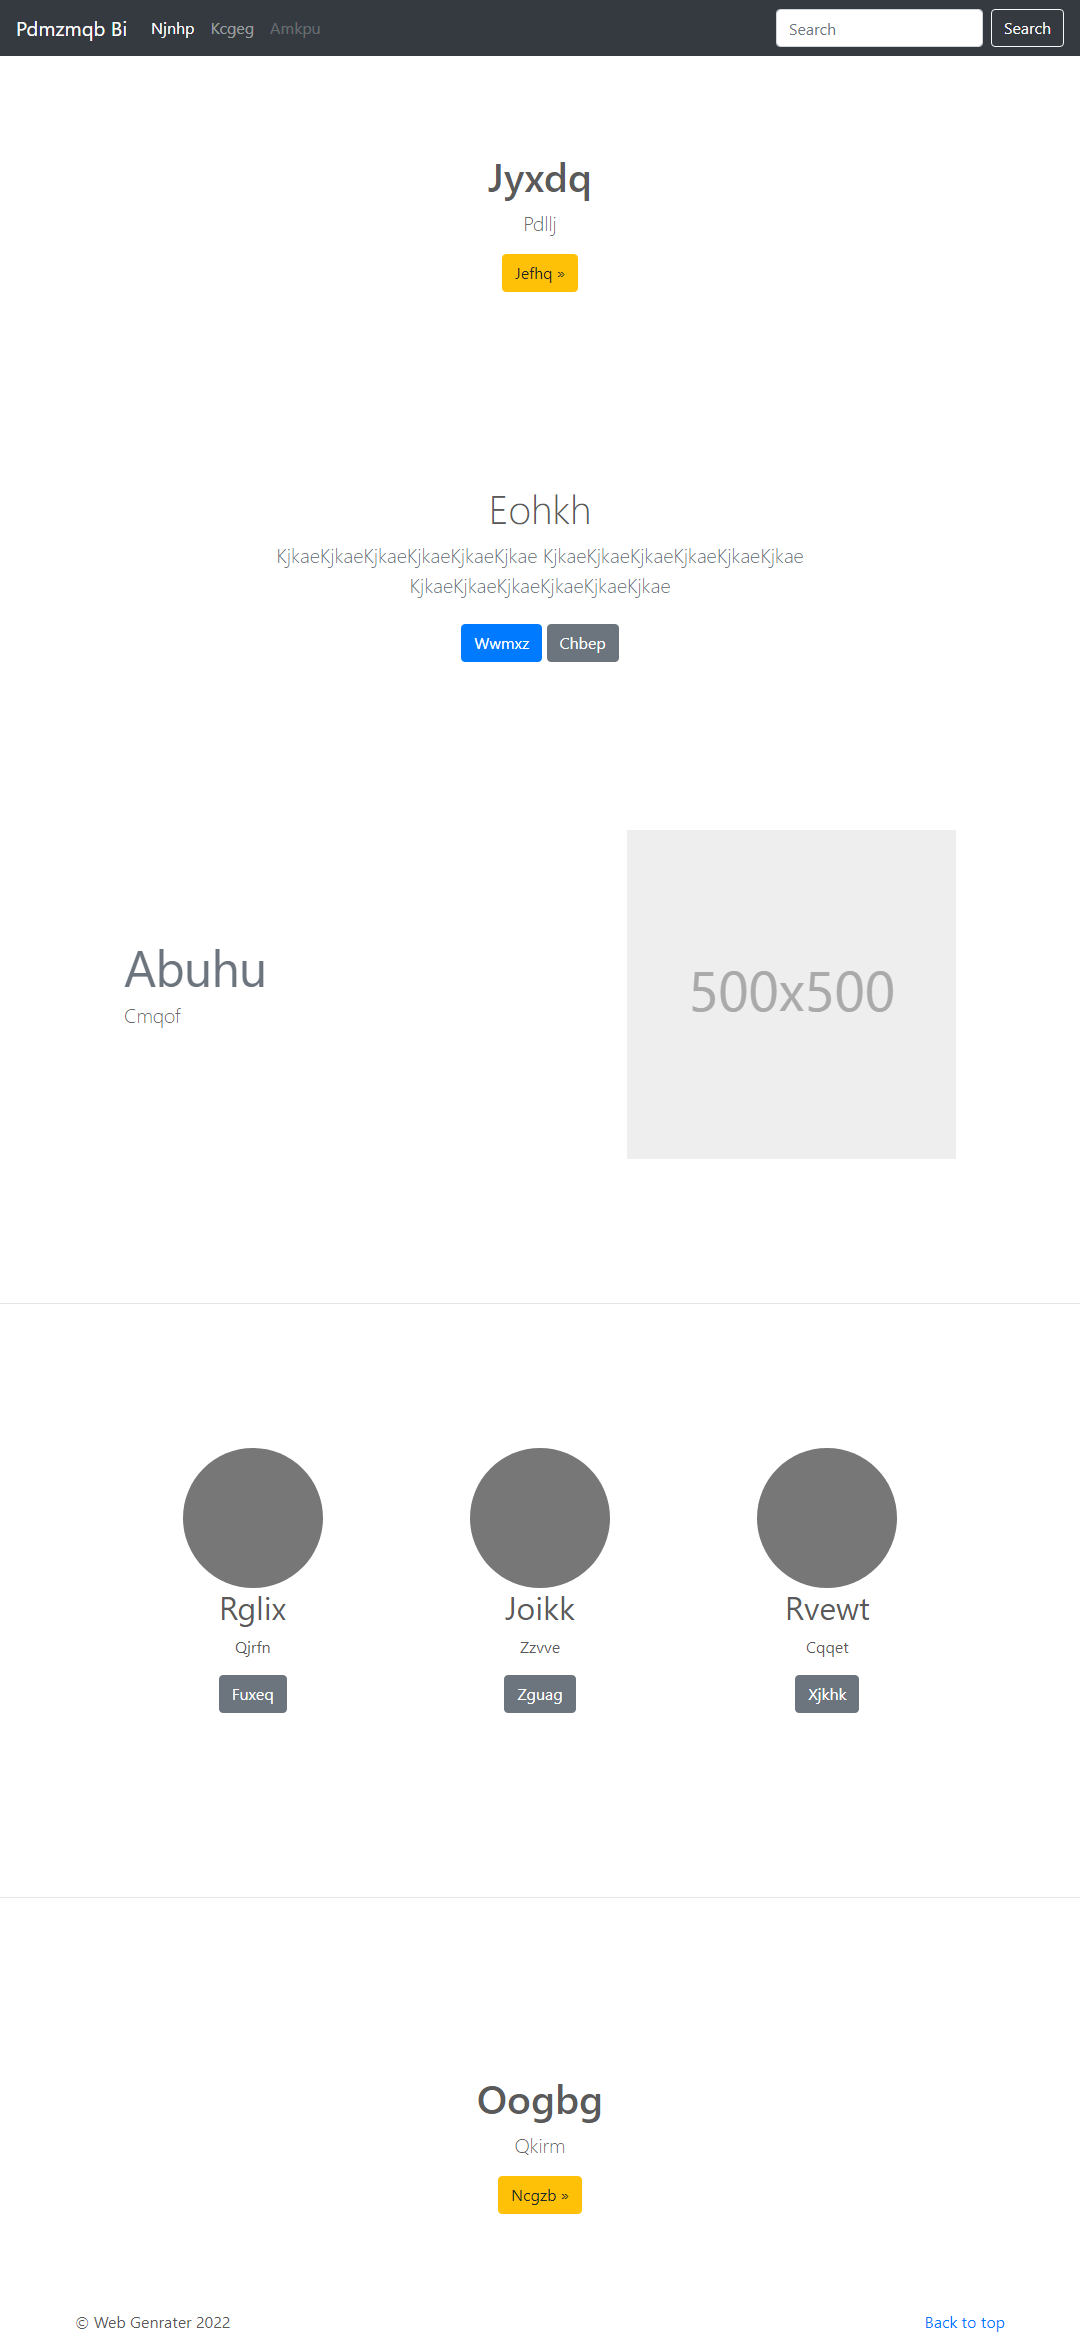 Pdmzmqb Bi Njnhp Kcgeg Amkpu Search Search
Jyxdq
Pdllj
Jefhq »
Eohkh
KjkaeKjkaeKjkaeKjkaeKjkaeKjkae KjkaeKjkaeKjkaeKjkaeKjkaeKjkae
KjkaeKjkaeKjkaeKjkaeKjkaeKjkae
Wwmxz Chbep
Abuhu
Cmqof
500x500
Rglix
Qjrfn
Fuxeq
Joikk
Zzvve
Zguag
Rvewt
Cqqet
Xjkhk
Oogbg
Qkirm
Ncgzb »
© Web Genrater 2022 Back to top